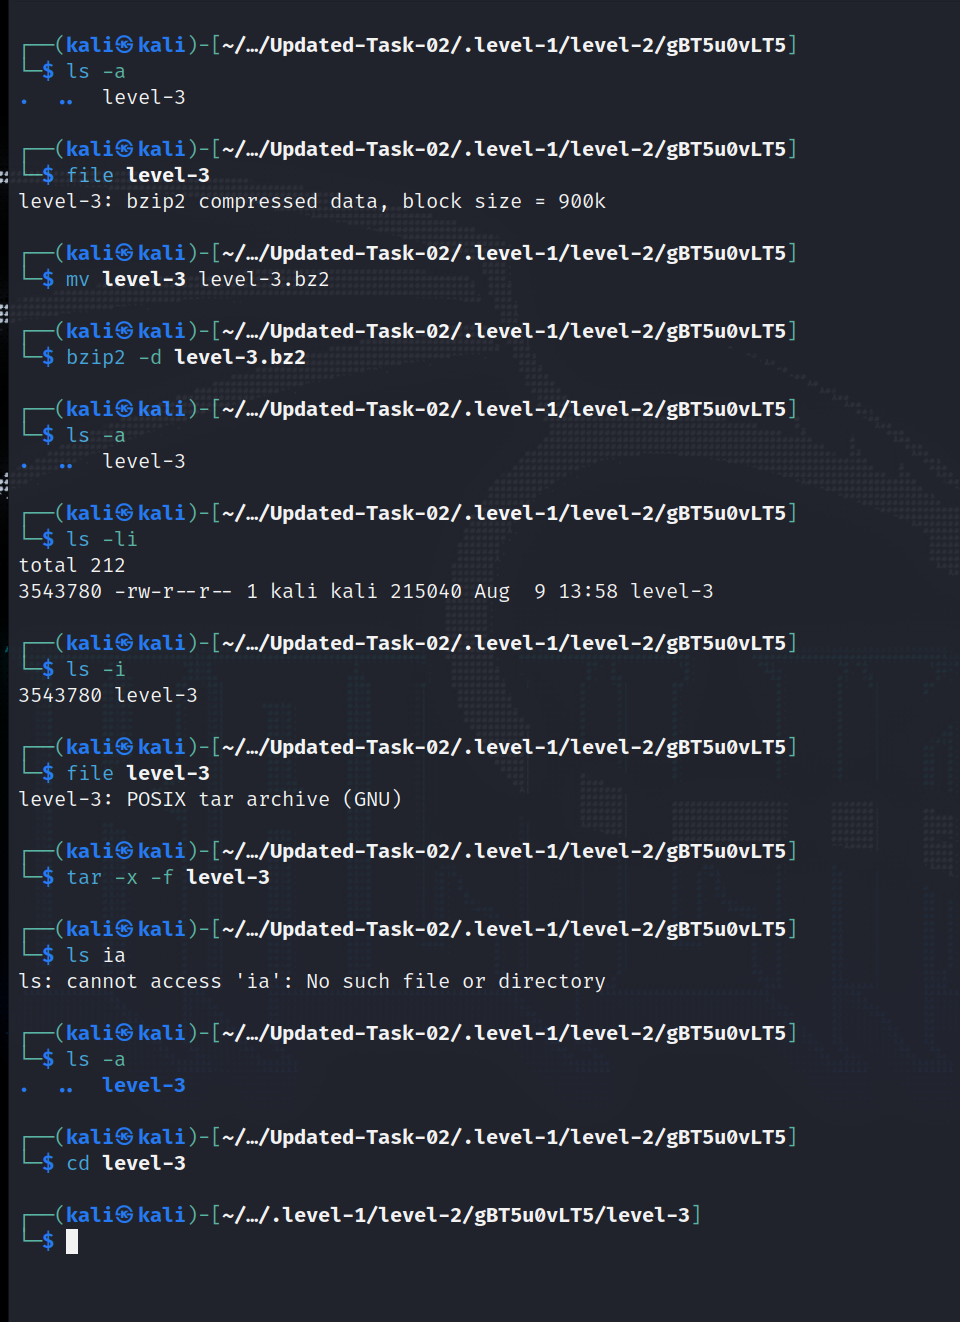 ┌──(kali㉿kali)-[~/…/Updated-Task-02/.level-1/level-2/gBT5u0vLT5]
└─$ ls -a
.  ..  level-3
┌──(kali㉿kali)-[~/…/Updated-Task-02/.level-1/level-2/gBT5u0vLT5]
└─$ file level-3
level-3: bzip2 compressed data, block size = 900k
┌──(kali㉿kali)-[~/…/Updated-Task-02/.level-1/level-2/gBT5u0vLT5]
└─$ mv level-3 level-3.bz2
┌──(kali㉿kali)-[~/…/Updated-Task-02/.level-1/level-2/gBT5u0vLT5]
└─$ bzip2 -d level-3.bz2
┌──(kali㉿kali)-[~/…/Updated-Task-02/.level-1/level-2/gBT5u0vLT5]
└─$ ls -a
.  ..  level-3
┌──(kali㉿kali)-[~/…/Updated-Task-02/.level-1/level-2/gBT5u0vLT5]
└─$ ls -li
total 212
3543780 -rw-r--r-- 1 kali kali 215040 Aug  9 13:58 level-3
┌──(kali㉿kali)-[~/…/Updated-Task-02/.level-1/level-2/gBT5u0vLT5]
└─$ ls -i
3543780 level-3
┌──(kali㉿kali)-[~/…/Updated-Task-02/.level-1/level-2/gBT5u0vLT5]
└─$ file level-3
level-3: POSIX tar archive (GNU)
┌──(kali㉿kali)-[~/…/Updated-Task-02/.level-1/level-2/gBT5u0vLT5]
└─$ tar -x -f level-3
┌──(kali㉿kali)-[~/…/Updated-Task-02/.level-1/level-2/gBT5u0vLT5]
└─$ ls ia
ls: cannot access 'ia': No such file or directory
┌──(kali㉿kali)-[~/…/Updated-Task-02/.level-1/level-2/gBT5u0vLT5]
└─$ ls -a
.  ..  level-3
┌──(kali㉿kali)-[~/…/Updated-Task-02/.level-1/level-2/gBT5u0vLT5]
└─$ cd level-3
┌──(kali㉿kali)-[~/…/.level-1/level-2/gBT5u0vLT5/level-3]
└─$